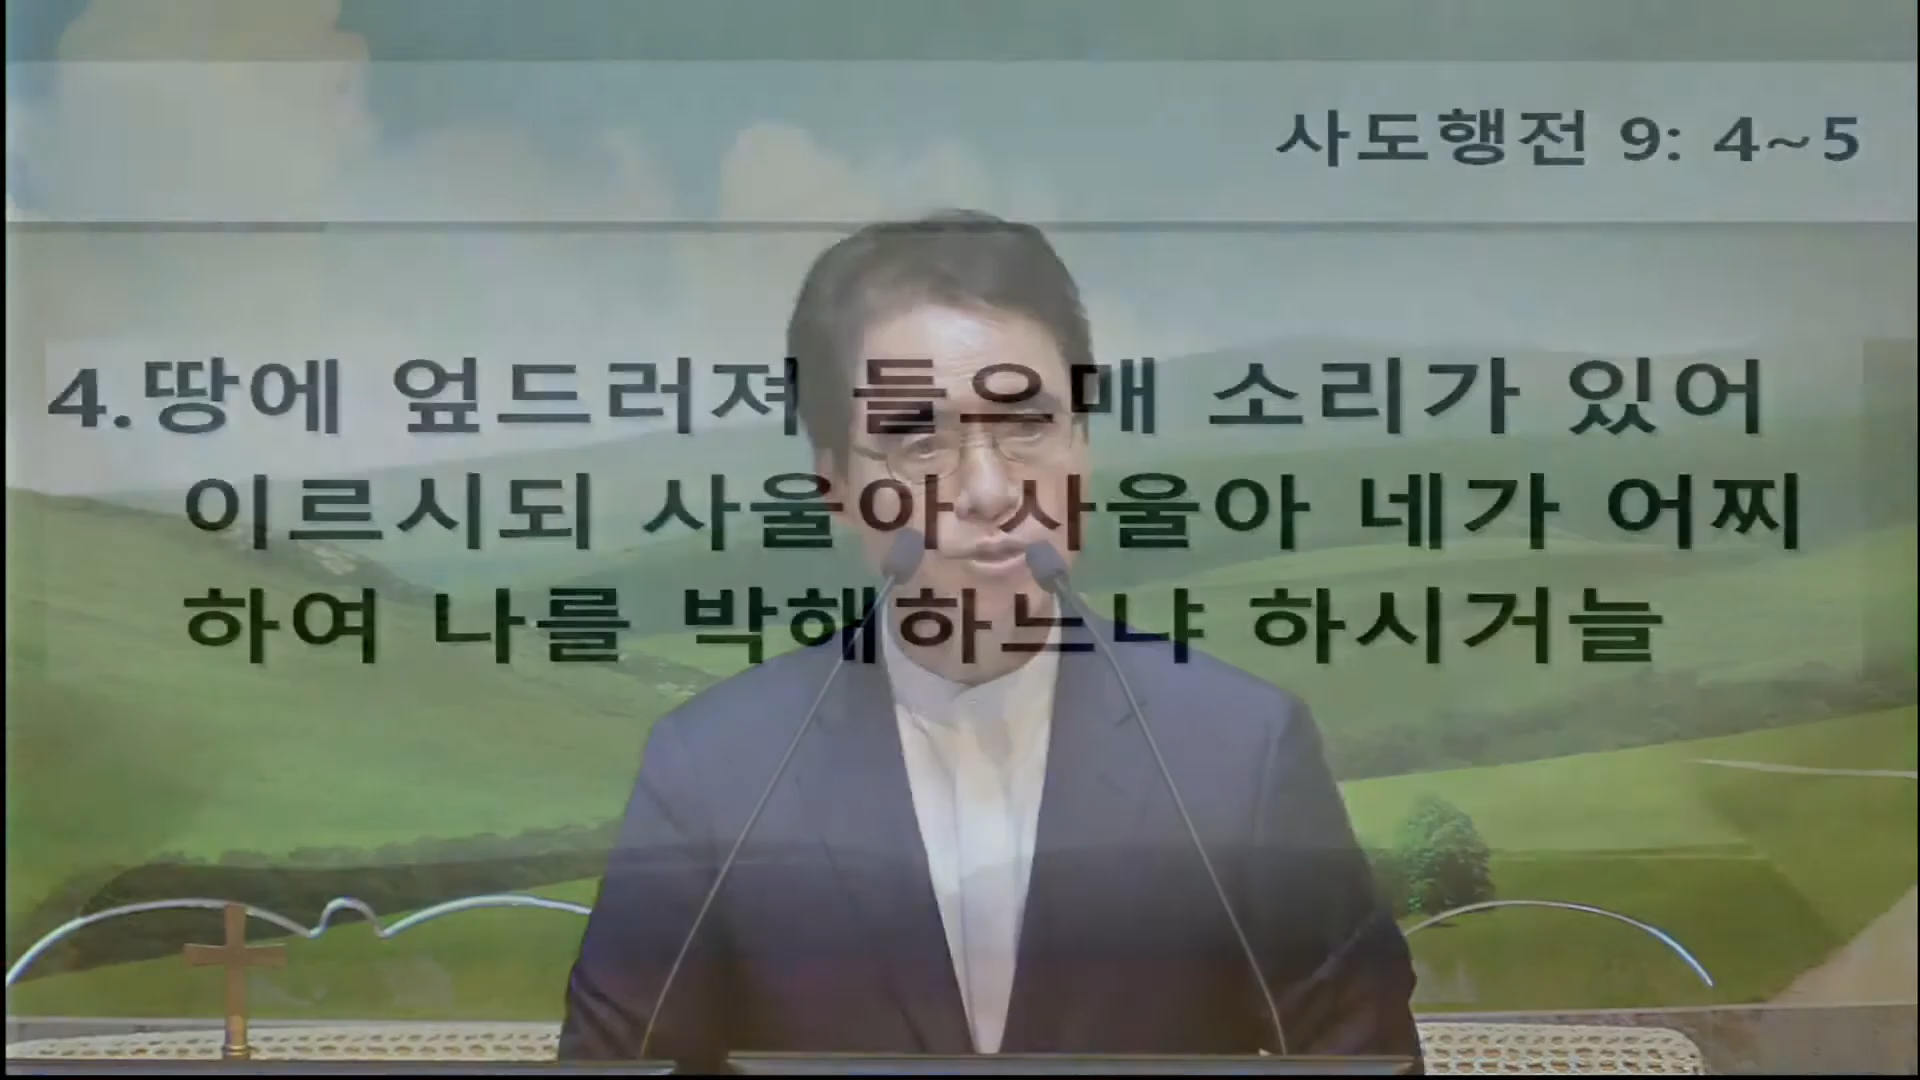 사도행전 9: 4~5
4.땅에 엎드러져 들으매 소리가 있어
이르시되 사울아 사울아 네가 어찌
하여 나를 박해하느냐 하시거늘